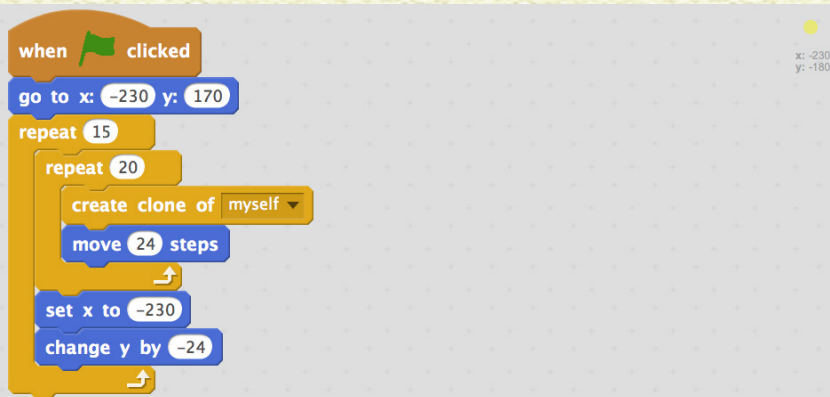 when clicked
go to x: -230 y: 170
repeat 15
repeat 20
create clone of myself
move 24 steps
set x to -230
change y by -24
x: -230
y: -180